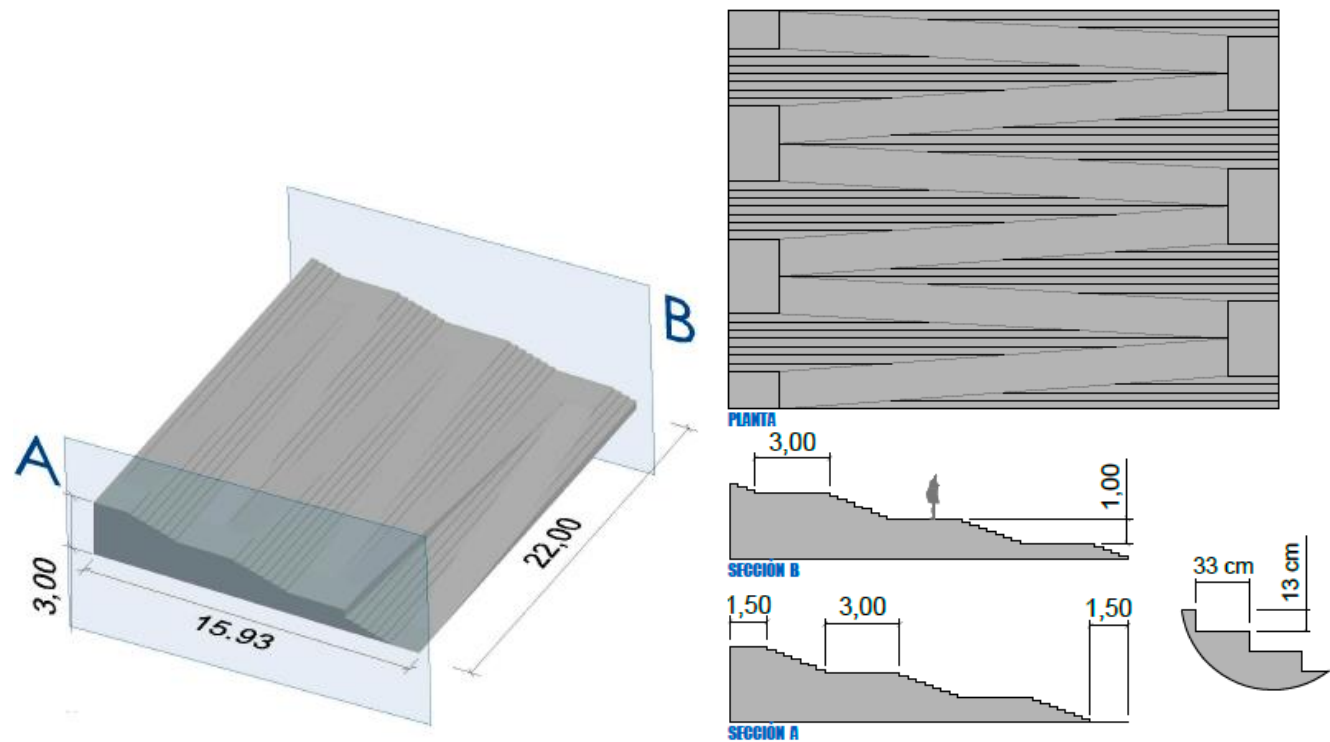 A
B
3,00
15.93
22,00
PLANTA
3,00
1,00
SECCIÓN B
1,50
3,00
1,50
SECCIÓN A
33 cm
13 cm